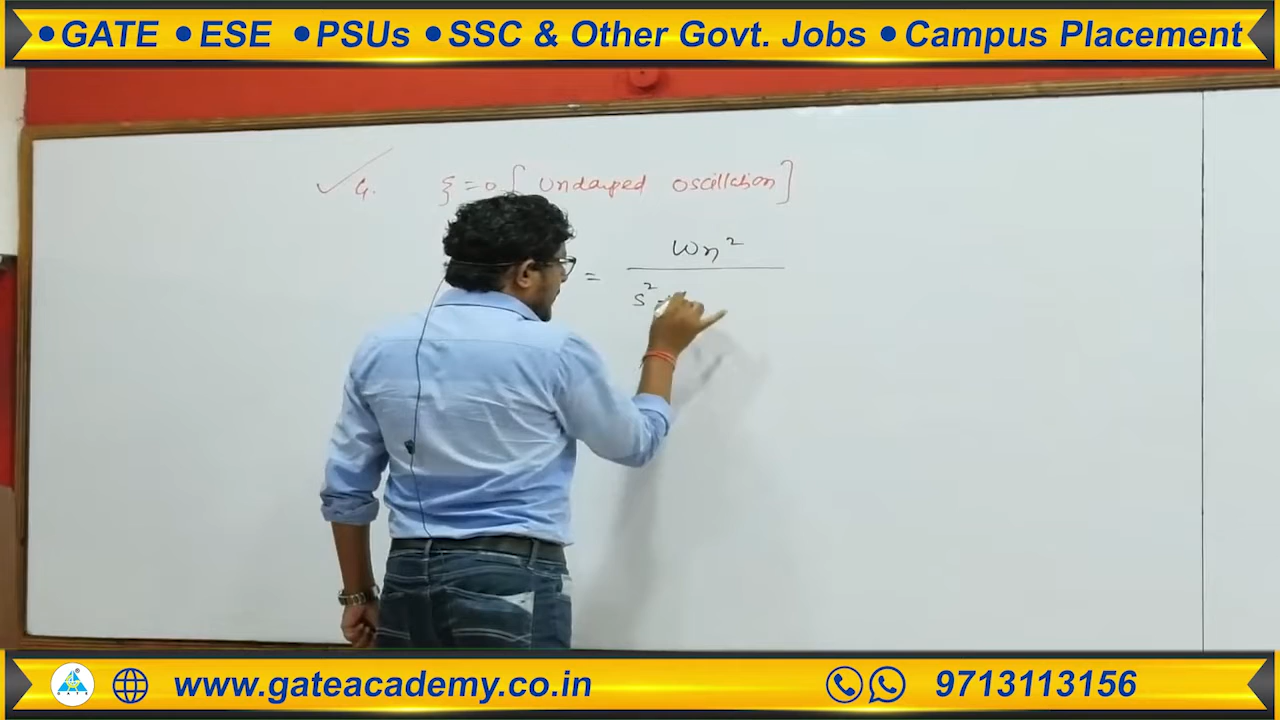 •GATE •ESE •PSUs •SSC & Other Govt. Jobs •Campus Placement
✓ 4. ξ = 0 [ Undamped oscillation ]
= ωn²
s²
GATE
www.gateacademy.co.in
9713113156